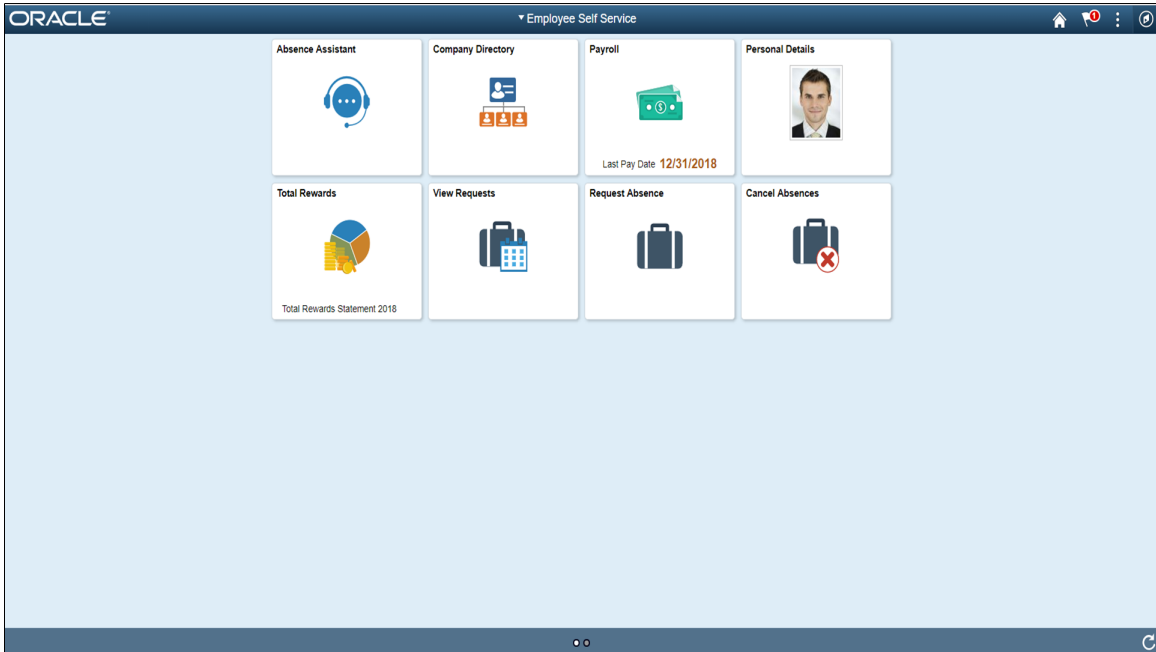 ORACLE
Employee Self Service
1
Absence Assistant
Company Directory
Payroll
Last Pay Date 12/31/2018
Personal Details
Total Rewards
Total Rewards Statement 2018
View Requests
Request Absence
Cancel Absences